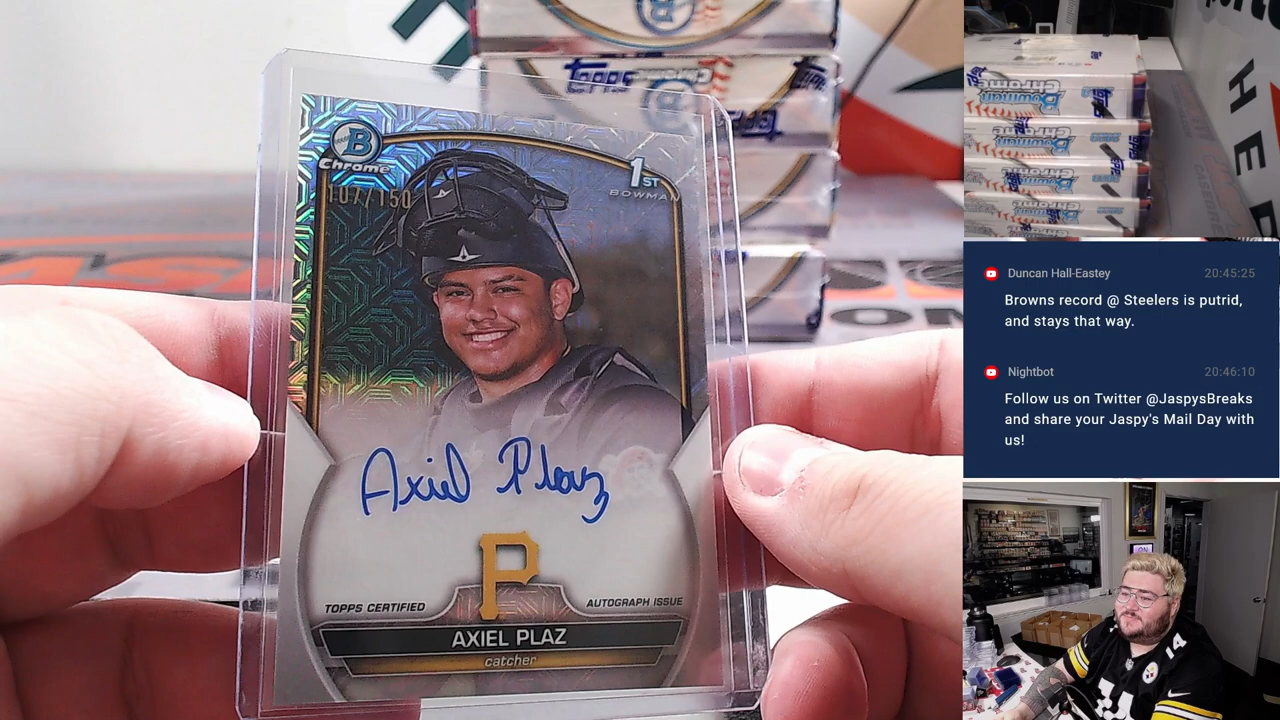 B
Chrome
1ST
BOWMAN
107/150
Axiel Plaz
P
TOPPS CERTIFIED
AUTOGRAPH ISSUE
AXIEL PLAZ
catcher
TOPPS
Bowman
Chrome
Duncan Hall-Eastey 20:45:25
Browns record @ Steelers is putrid,
and stays that way.
Nightbot 20:46:10
Follow us on Twitter @JaspysBreaks
and share your Jaspy's Mail Day with
us!
14